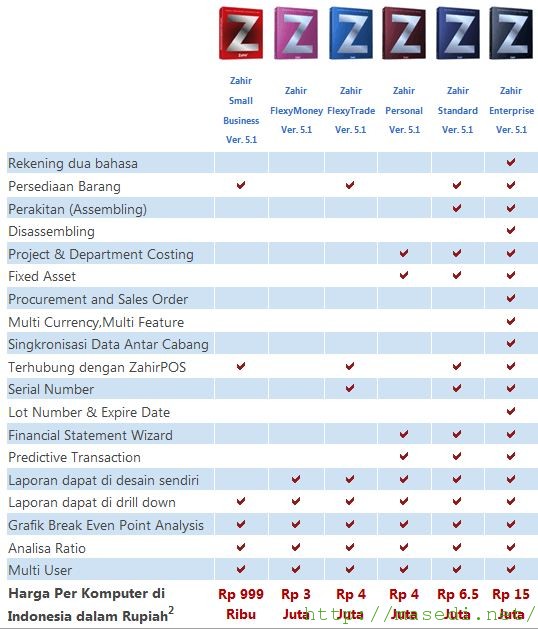 Zahir Small Business Ver. 5.1
Zahir FlexyMoney Ver. 5.1
Zahir FlexyTrade Ver. 5.1
Zahir Personal Ver. 5.1
Zahir Standard Ver. 5.1
Zahir Enterprise Ver. 5.1
Rekening dua bahasa
Persediaan Barang
Perakitan (Assembling)
Disassembling
Project & Department Costing
Fixed Asset
Procurement and Sales Order
Multi Currency,Multi Feature
Singkronisasi Data Antar Cabang
Terhubung dengan ZahirPOS
Serial Number
Lot Number & Expire Date
Financial Statement Wizard
Predictive Transaction
Laporan dapat di desain sendiri
Laporan dapat di drill down
Grafik Break Even Point Analysis
Analisa Ratio
Multi User
Harga Per Komputer di Rp 999 Rp 3 Rp 4 Rp 4 Rp 6.5 Rp 15
Indonesia dalam Rupiah2 Ribu Juta Juta Juta Juta Juta
http://masedi.net/